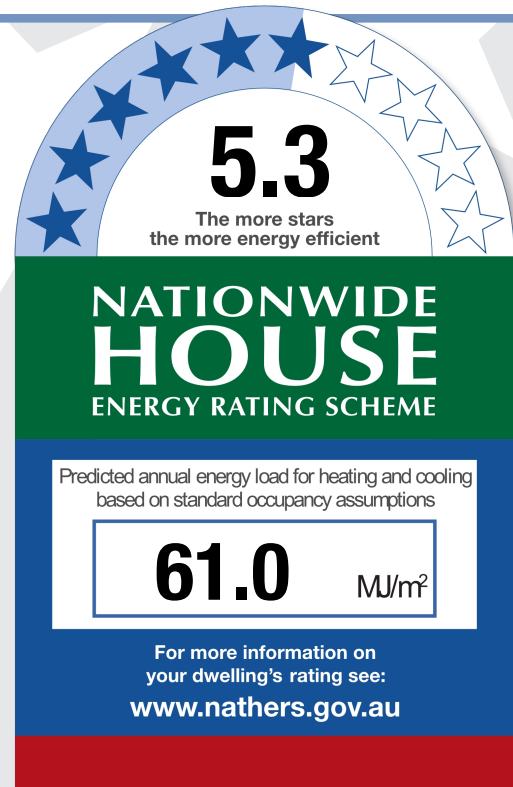 5.3
The more stars
the more energy efficient
NATIONWIDE
HOUSE
ENERGY RATING SCHEME
Predicted annual energy load for heating and cooling
based on standard occupancy assumptions
61.0 MJ/m²
For more information on
your dwelling's rating see:
www.nathers.gov.au